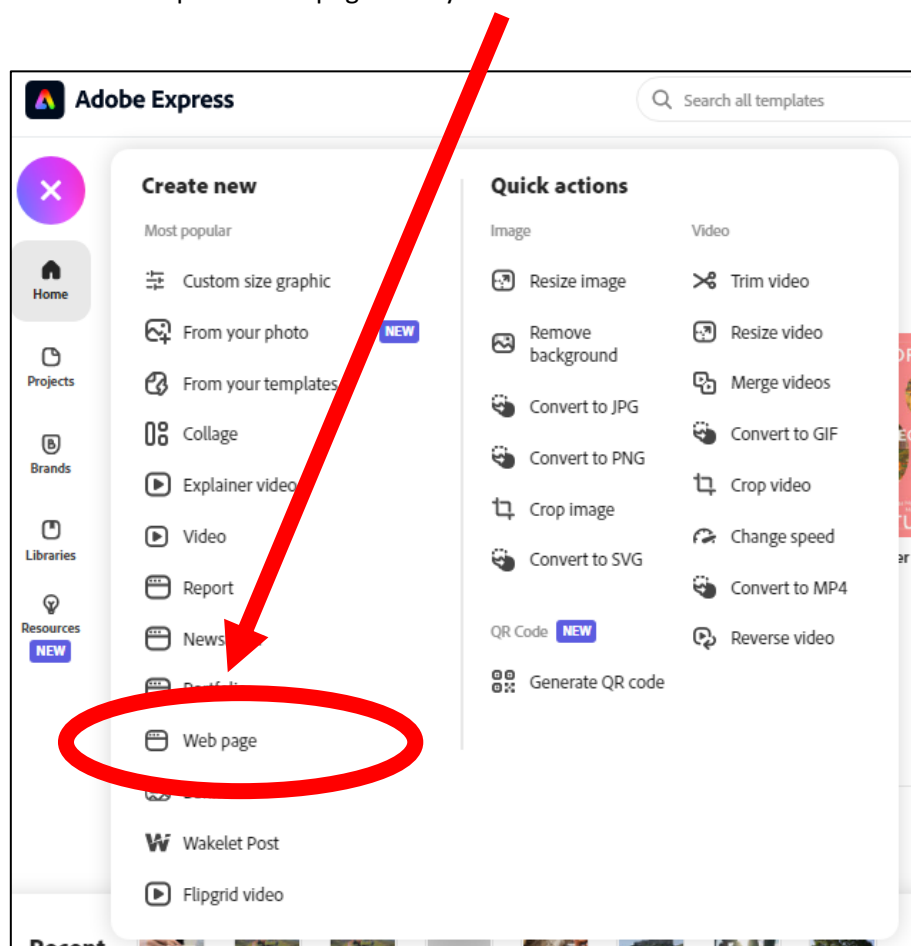 Adobe Express
Search all templates
Create new
Most popular
Custom size graphic
From your photo NEW
From your templates
Collage
Explainer video
Video
Report
News
Web page
Wakelet Post
Flipgrid video
Quick actions
Image
Resize image
Remove
background
Convert to JPG
Convert to PNG
Crop image
Convert to SVG
QR Code NEW
Generate QR code
Video
Trim video
Resize video
Merge videos
Convert to GIF
Crop video
Change speed
Convert to MP4
Reverse video
Home
Projects
Brands
Libraries
Resources
NEW